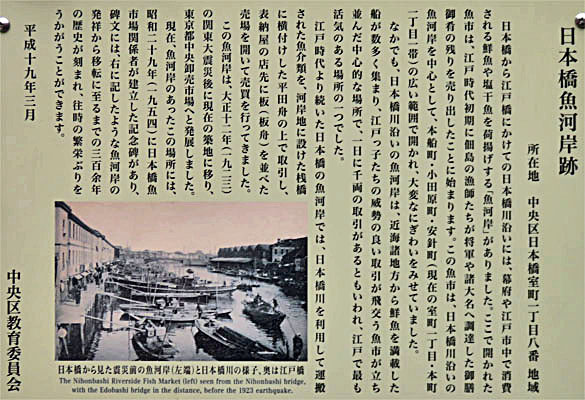 日本橋魚河岸跡
所在地　中央区日本橋室町一丁目八番　地域
日本橋から江戸橋にかけての日本橋川沿いには、幕府や江戸市中で消費
される鮮魚や塩干魚を荷揚げする「魚河岸」がありました。ここで開かれた
魚市は、江戸時代初期に佃島の漁師たちが将軍や諸大名へ調達した御膳
御肴の残りを売り出したことに始まります。この魚市は、日本橋川沿いの
魚河岸を中心として、本船町・小田原町・安針町（現在の室町一丁目・本町
一丁目一帯）の広い範囲で開かれ、大変なにぎわいをみせていました。
なかでも、日本橋川沿いの魚河岸は、近海諸地方から鮮魚を満載した
船が数多く集まり、江戸っ子たちの威勢の良い取引が飛交う魚市が立ち
並んだ中心的な場所で、一日に千両の取引があるともいわれ、江戸で最も
活気のある場所の一つでした。
江戸時代より続いた日本橋の魚河岸では、日本橋川を利用して運搬
された魚介類を、河岸地に設けた桟橋
に横付けした平田舟の上で取引し、
表納屋の店先に板（板舟）を並べた
売場を開いて売買を行ってきました。
この魚河岸は、大正十二年（一九二三）
の関東大震災後に現在の築地に移り、
東京都中央卸売市場へと発展しました。
現在、魚河岸のあったこの場所には、
昭和二十九年（一九五四）に日本橋魚
市場関係者が建立した記念碑があり、
碑文には、右に記したような魚河岸の
発祥から移転に至るまでの三百余年
の歴史が刻まれ、往時の繁栄ぶりを
うかがうことができます。
平成十九年三月
中央区教育委員会
日本橋から見た震災前の魚河岸(左端)と日本橋川の様子、奥は江戸橋
The Nihonbashi Riverside Fish Market (left) seen from the Nihonbashi bridge,
with the Edobashi bridge in the distance, before the 1923 earthquake.